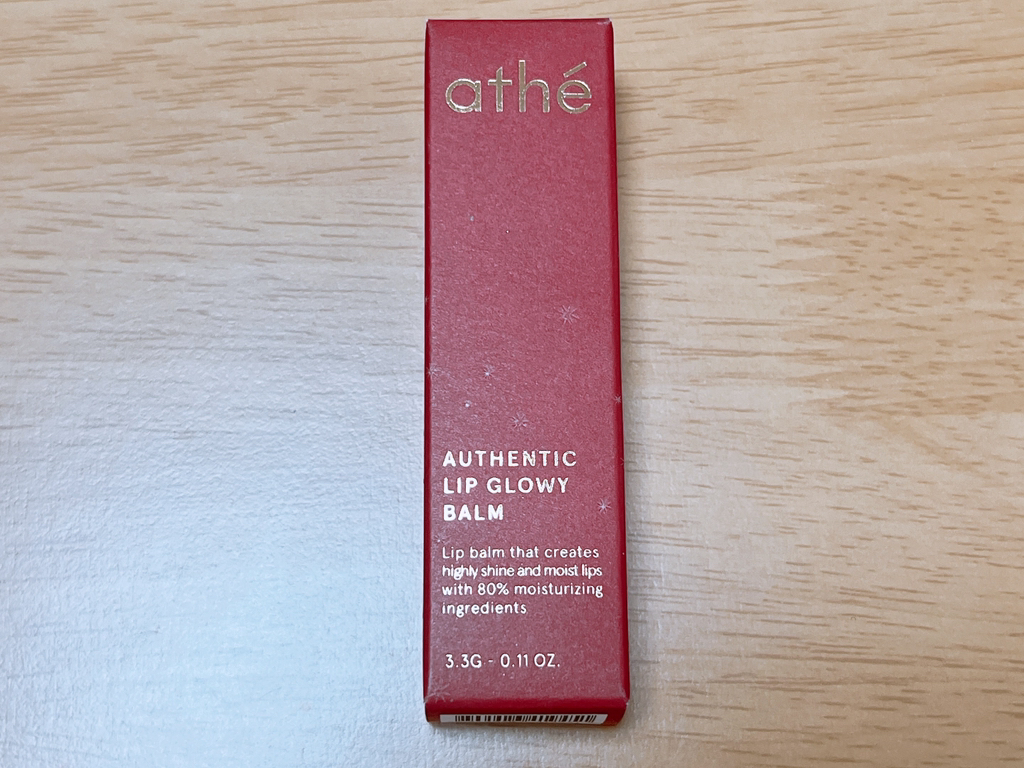 athé
AUTHENTIC
LIP GLOWY
BALM
Lip balm that creates
highly shine and moist lips
with 80% moisturizing
ingredients
3.3G - 0.11 OZ.